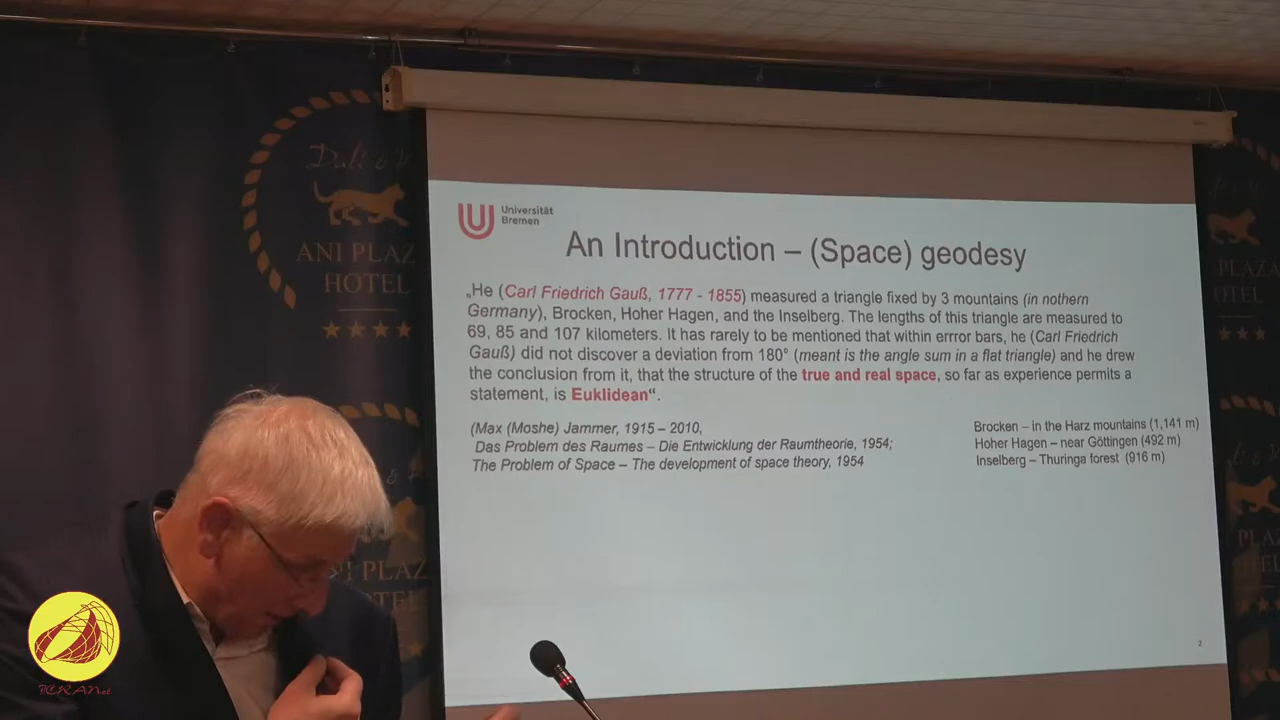 ANI PLAZ
HOTEL
Universität
Bremen
An Introduction – (Space) geodesy
„He (Carl Friedrich Gauß, 1777 - 1855) measured a triangle fixed by 3 mountains (in nothern
Germany), Brocken, Hoher Hagen, and the Inselberg. The lengths of this triangle are measured to
69, 85 and 107 kilometers. It has rarely to be mentioned that within errror bars, he (Carl Friedrich
Gauß) did not discover a deviation from 180° (meant is the angle sum in a flat triangle) and he drew
the conclusion from it, that the structure of the true and real space, so far as experience permits a
statement, is Euklidean“.
(Max (Moshe) Jammer, 1915 – 2010,
Das Problem des Raumes – Die Entwicklung der Raumtheorie, 1954;
The Problem of Space – The development of space theory, 1954
Brocken – in the Harz mountains (1,141 m)
Hoher Hagen – near Göttingen (492 m)
Inselberg – Thuringa forest (916 m)
2
PLAZ